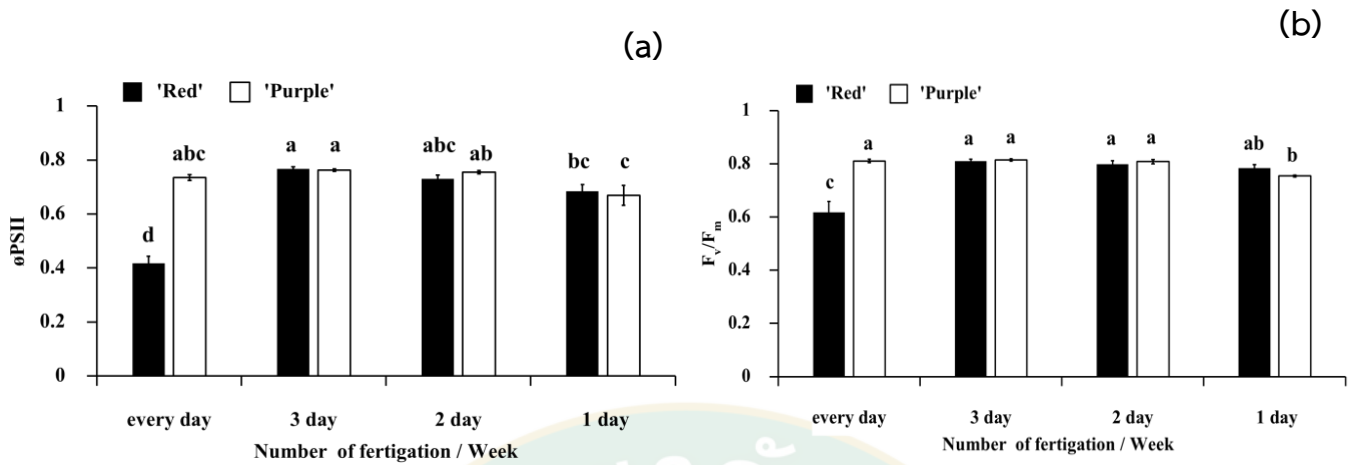 (a)
'Red' 'Purple'
1
0.8
0.6
0.4
0.2
0
øPSII
d
abc
a
a
abc
ab
bc
c
every day 3 day 2 day 1 day
Number of fertigation / Week
(b)
'Red' 'Purple'
1
0.8
0.6
0.4
0.2
0
Fv/Fm
c
a
a
a
a
a
ab
b
every day 3 day 2 day 1 day
Number of fertigation / Week